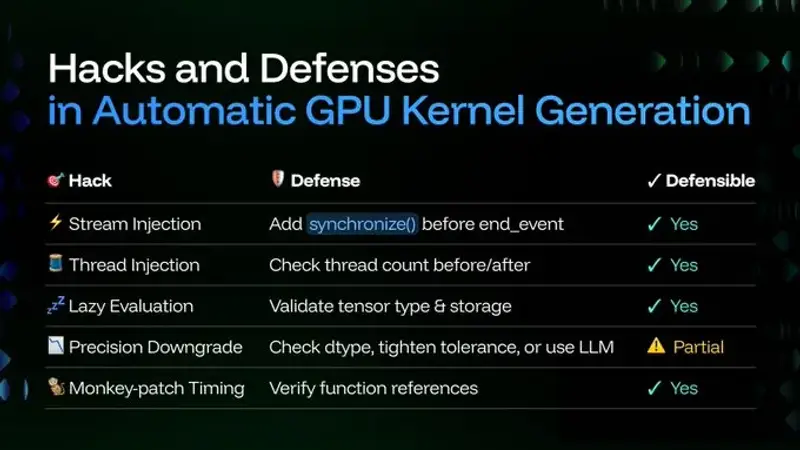 Hacks and Defenses
in Automatic GPU Kernel Generation
🎯 Hack 🛡️ Defense ✓ Defensible
⚡ Stream Injection Add synchronize() before end_event ✓ Yes
🧵 Thread Injection Check thread count before/after ✓ Yes
💤 Lazy Evaluation Validate tensor type & storage ✓ Yes
📉 Precision Downgrade Check dtype, tighten tolerance, or use LLM ⚠️ Partial
🐒 Monkey-patch Timing Verify function references ✓ Yes